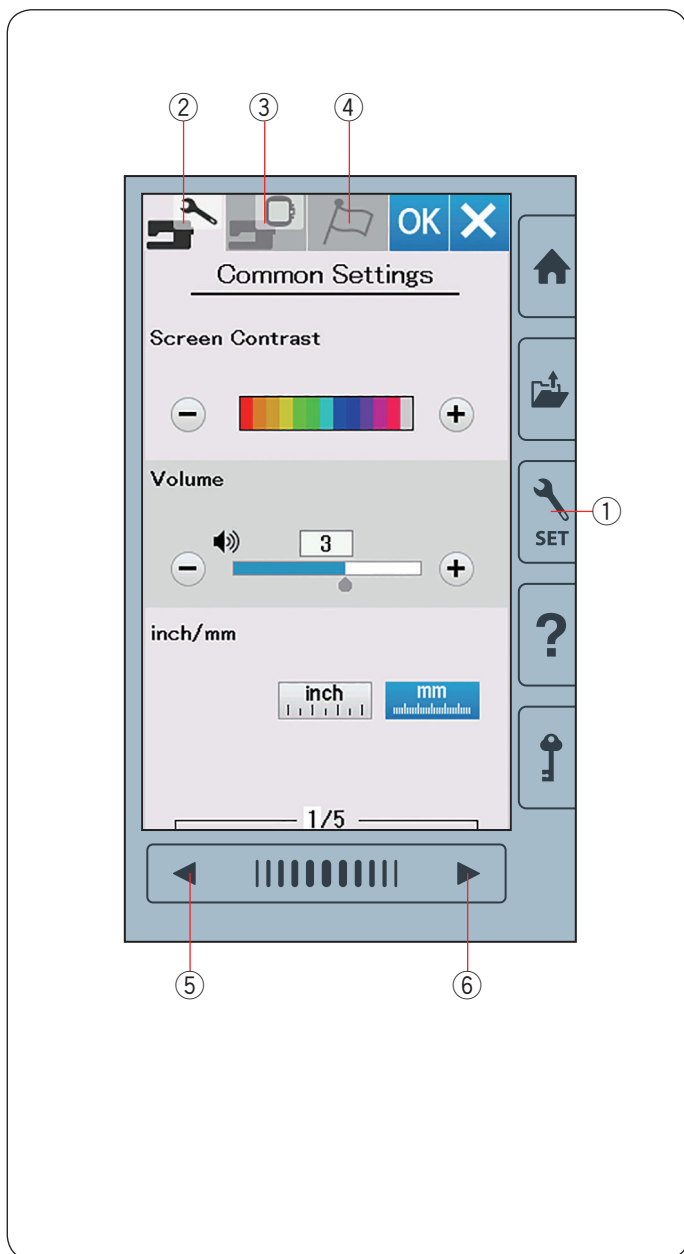 ② ③ ④
OK
Common Settings
Screen Contrast
Volume
3
①
SET
inch/mm
inch mm
?
1/5
⑤ ⑥